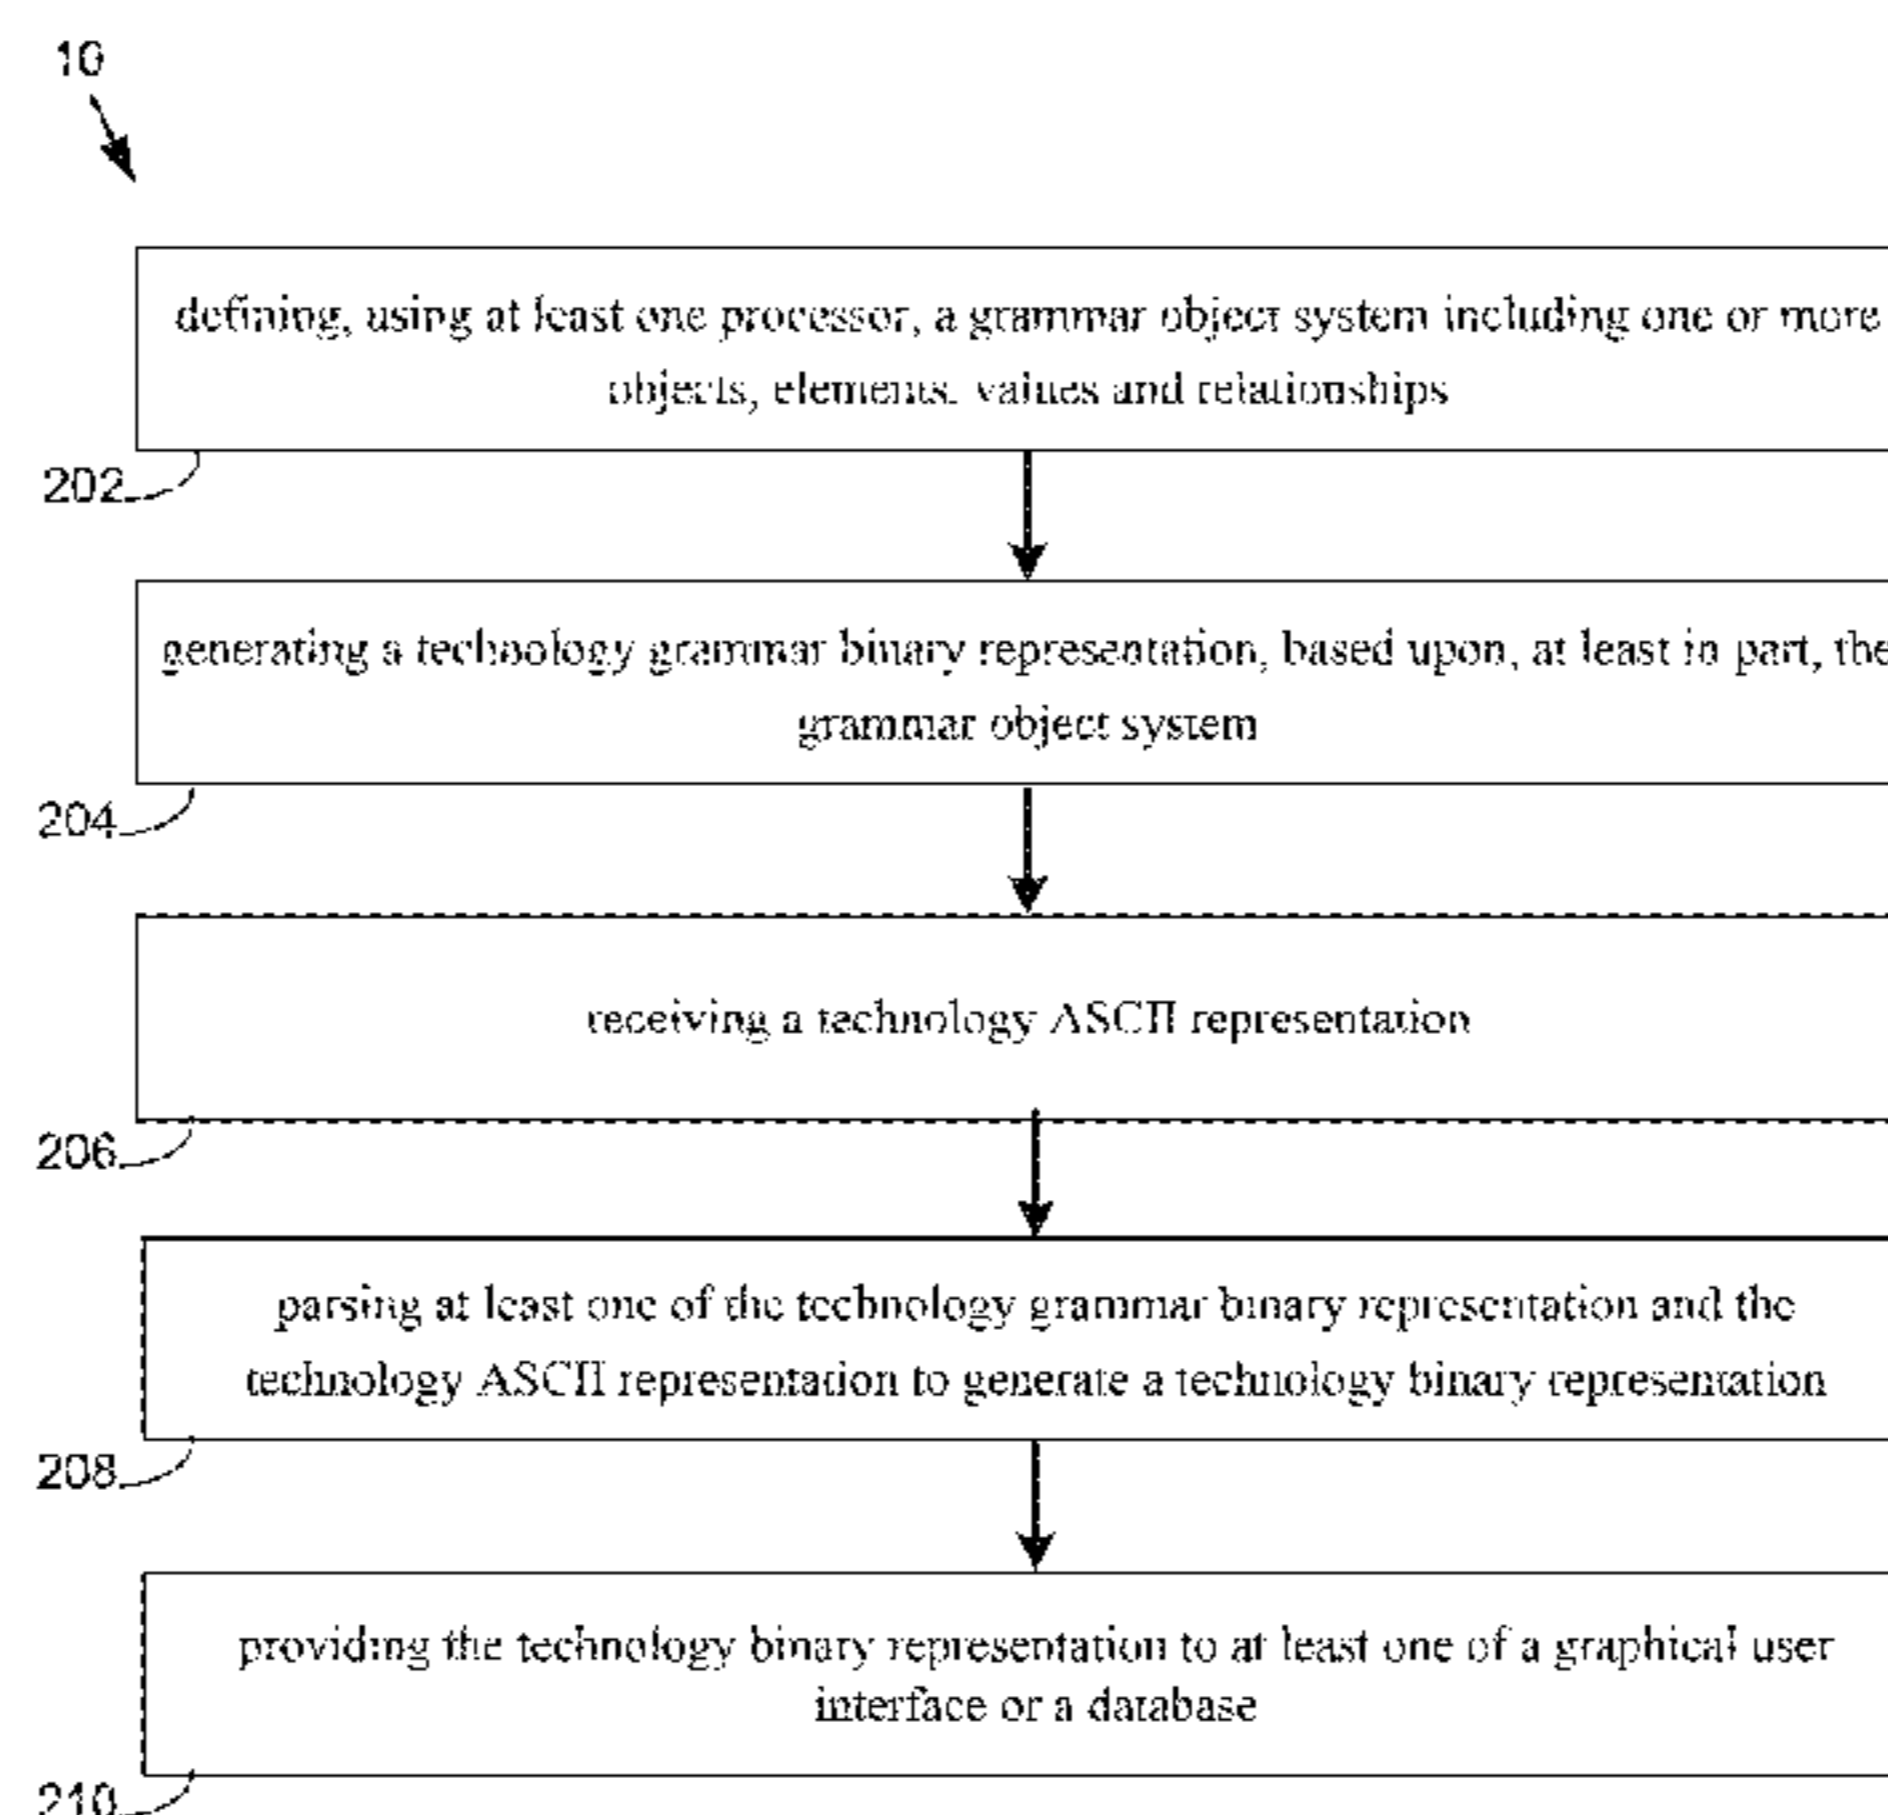 10
defining, using at least one processor, a grammar object system including one or more
objects, elements, values and relationships
202
generating a technology grammar binary representation, based upon, at least in part, the
grammar object system
204
receiving a technology ASCII representation
206
parsing at least one of the technology grammar binary representation and the
technology ASCII representation to generate a technology binary representation
208
providing the technology binary representation to at least one of a graphical user
interface or a database
210